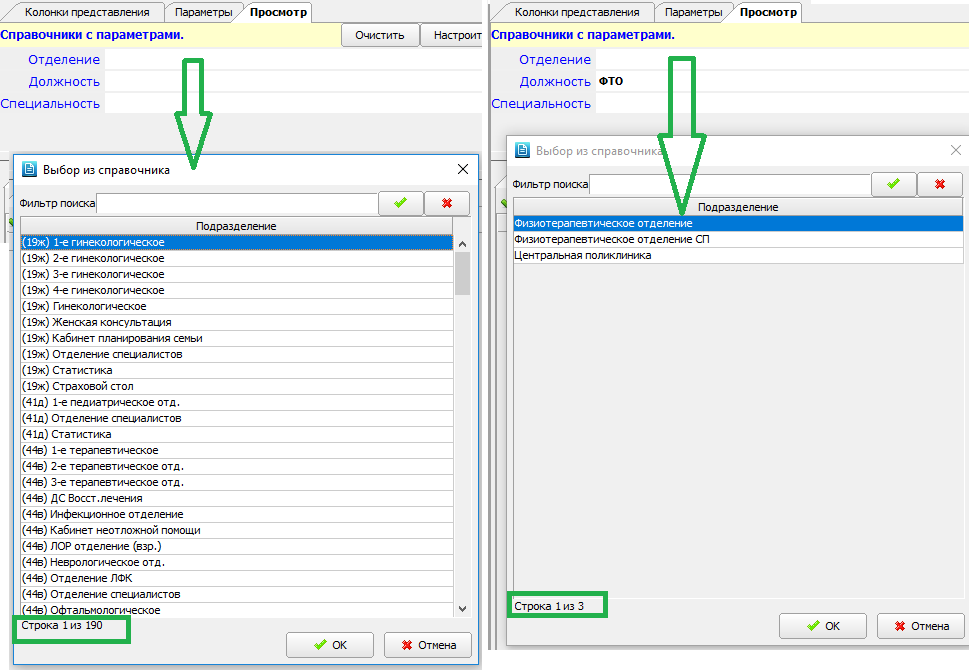 Колонки представления Параметры Просмотр
Справочники с параметрами. Очистить Настроит
Отделение
Должность
Специальность
Выбор из справочника
Фильтр поиска
Подразделение
(19ж) 1-е гинекологическое
(19ж) 2-е гинекологическое
(19ж) 3-е гинекологическое
(19ж) 4-е гинекологическое
(19ж) Гинекологическое
(19ж) Женская консультация
(19ж) Кабинет планирования семьи
(19ж) Отделение специалистов
(19ж) Статистика
(19ж) Страховой стол
(41д) 1-е педиатрическое отд.
(41д) Отделение специалистов
(41д) Статистика
(44в) 1-е терапевтическое
(44в) 2-е терапевтическое отд.
(44в) 3-е терапевтическое отд.
(44в) ДС Восст.лечения
(44в) Инфекционное отделение
(44в) Кабинет неотложной помощи
(44в) ЛОР отделение (взр.)
(44в) Неврологическое отд.
(44в) Отделение ЛФК
(44в) Отделение специалистов
(44в) Офтальмологическое
Строка 1 из 190
OK Отмена
Колонки представления Параметры Просмотр
Справочники с параметрами.
Отделение
Должность ФТО
Специальность
Выбор из справочника
Фильтр поиска
Подразделение
Физиотерапевтическое отделение
Физиотерапевтическое отделение СП
Центральная поликлиника
Строка 1 из 3
OK Отмена